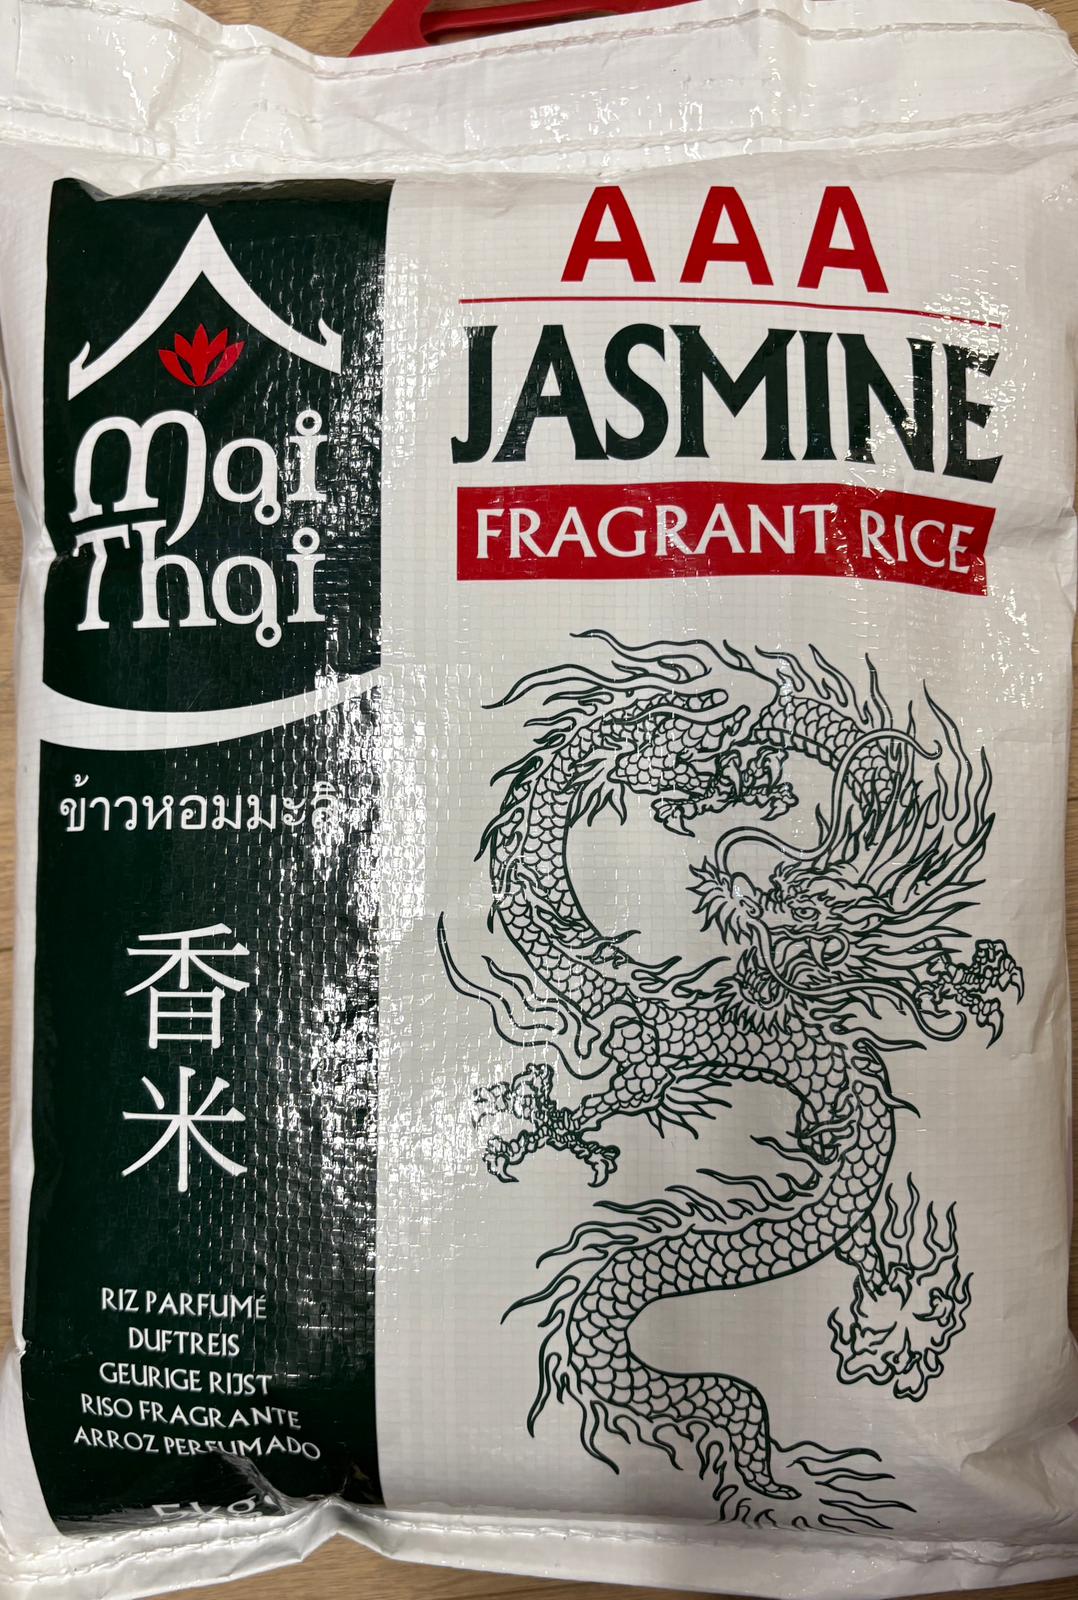 AAA
JASMINE
FRAGRANT RICE
Mai
Thai
ข้าวหอมมะลิ
香
米
RIZ PARFUMÉ
DUFTREIS
GEURIGE RIJST
RISO FRAGRANTE
ARROZ PERFUMADO
5kg